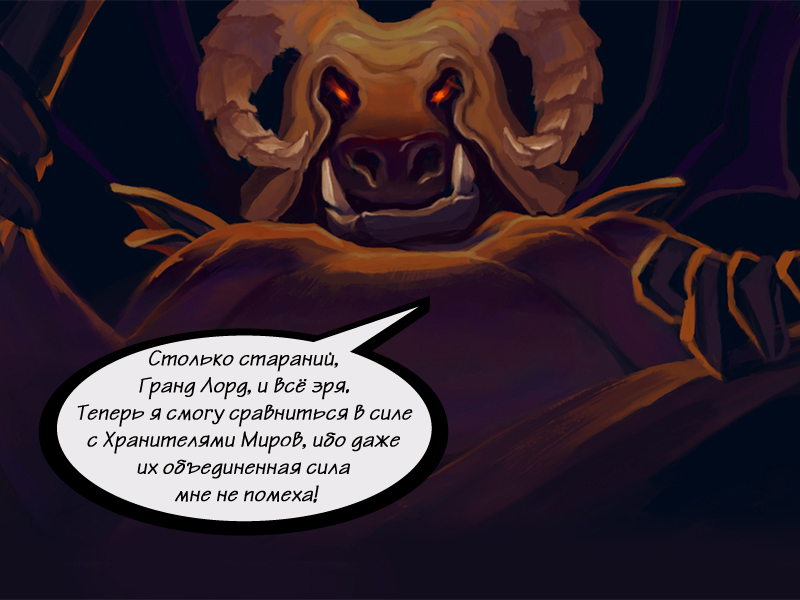 Столько стараний,
Гранд Лорд, и всё зря.
Теперь я смогу сравниться в силе
с Хранителями Миров, ибо даже
их объединенная сила
мне не помеха!